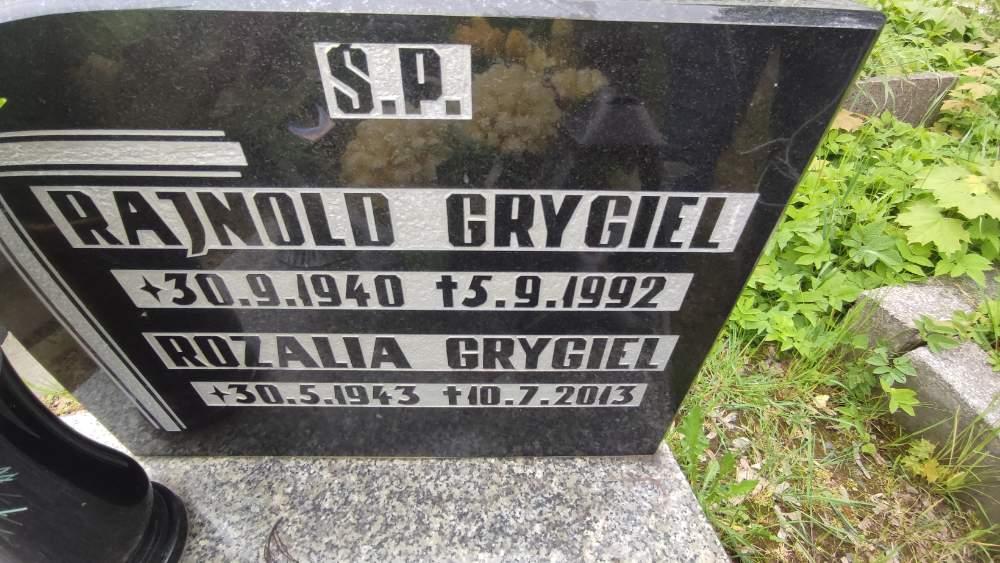 Ś.P.
RAJNOLD GRYGIEL
✦30.9.1940 ✝5.9.1992
ROZALIA GRYGIEL
✦30.5.1943 ✝10.7.2013